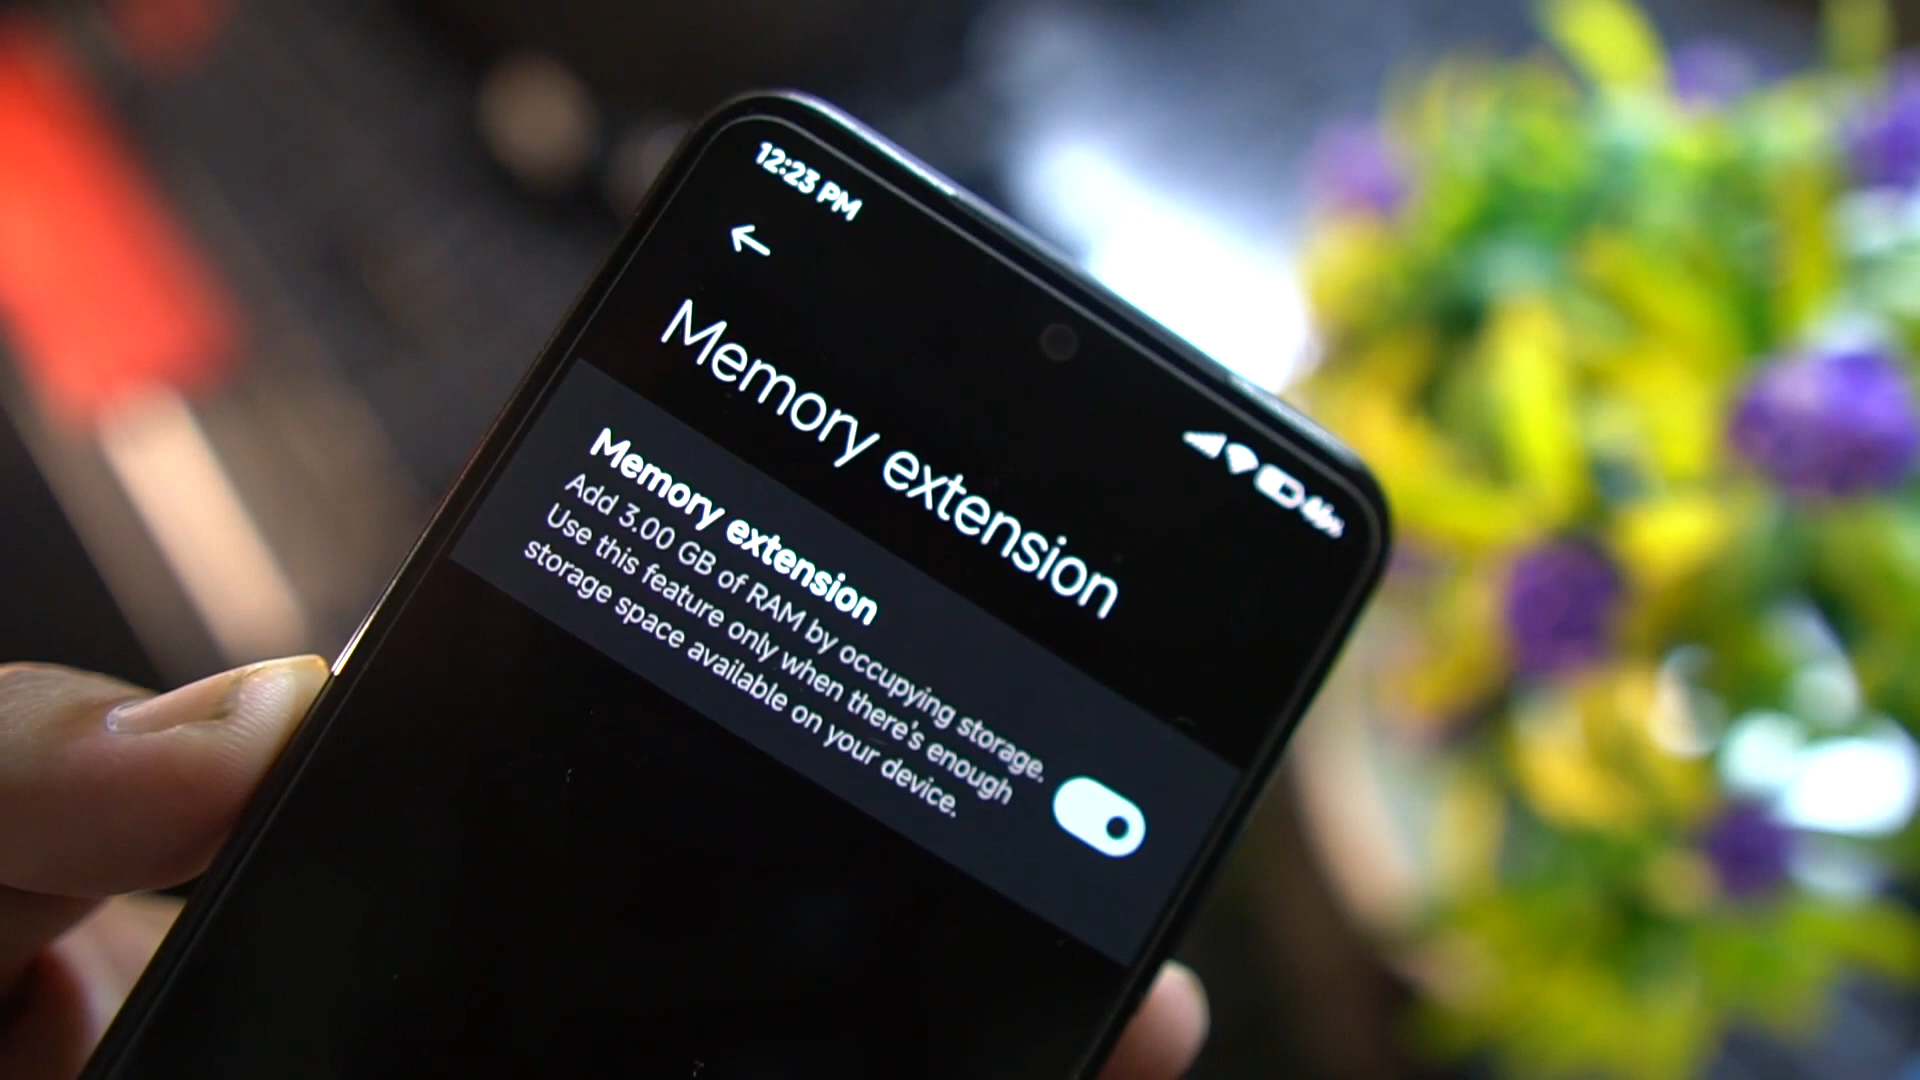 12:23 PM
Memory extension
Memory extension
Add 3.00 GB of RAM by occupying storage.
Use this feature only when there's enough
storage space available on your device.